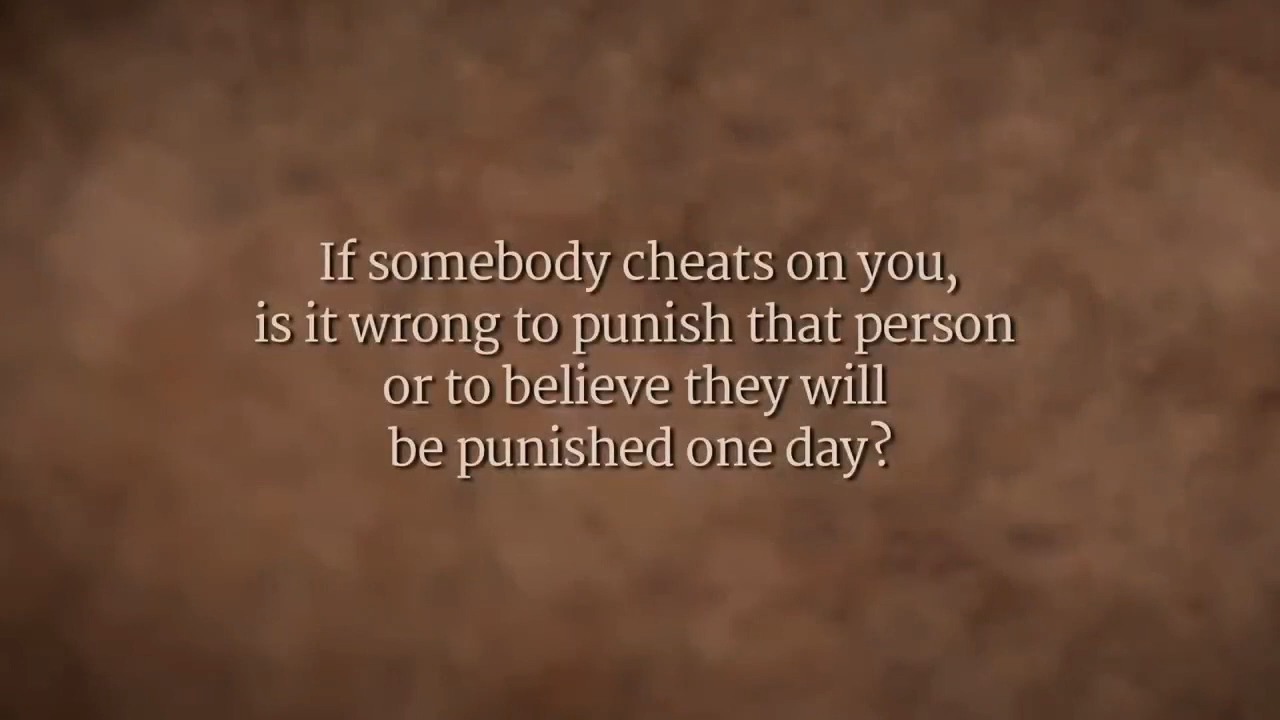 If somebody cheats on you,
is it wrong to punish that person
or to believe they will
be punished one day?